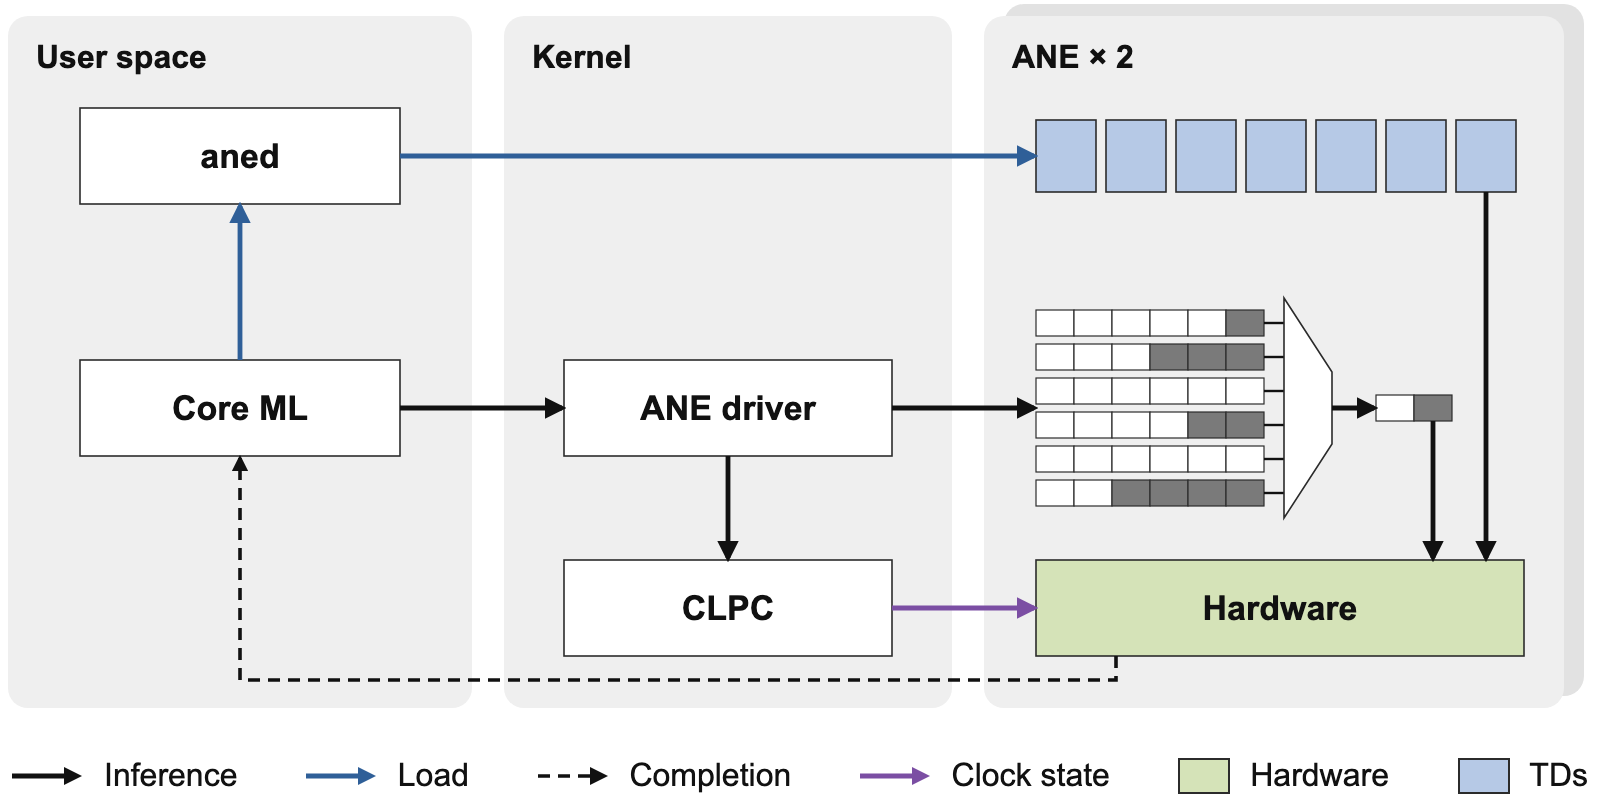 User space
Kernel
ANE × 2
aned
Core ML
ANE driver
CLPC
Hardware
Inference
Load
Completion
Clock state
Hardware
TDs